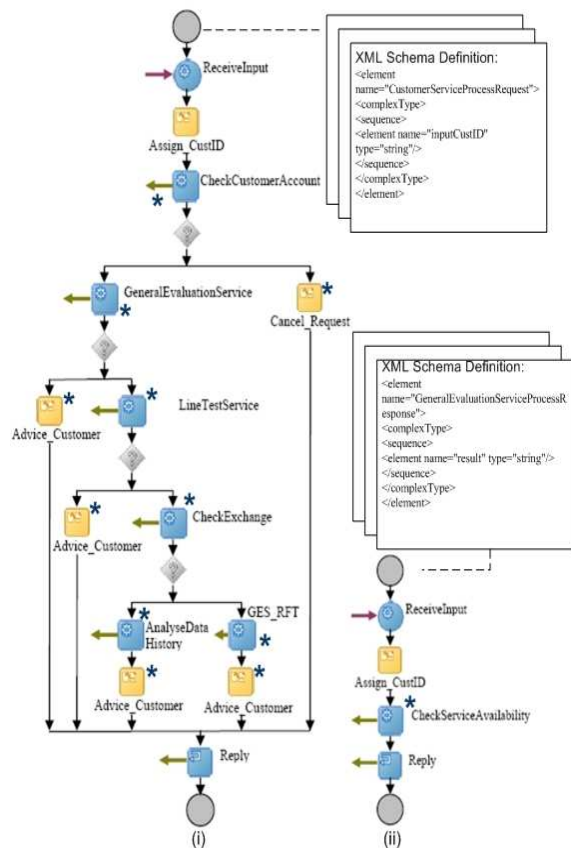 XML Schema Definition:
<element
name="CustomerServiceProcessRequest">
<complexType>
<sequence>
<element name="inputCustID"
type="string"/>
</sequence>
</complexType>
</element>
ReceiveInput
Assign_CustID
CheckCustomerAccount
*
?
GeneralEvaluationService
*
*
Cancel_Request
?
*
Advice_Customer
*
LineTestService
?
*
Advice_Customer
*
CheckExchange
?
*
AnalyseData
History
GES_RFT
*
*
Advice_Customer
*
Advice_Customer
Reply
(i)
XML Schema Definition:
<element
name="GeneralEvaluationServiceProcessR
esponse">
<complexType>
<sequence>
<element name="result" type="string"/>
</sequence>
</complexType>
</element>
ReceiveInput
Assign_CustID
*
CheckServiceAvailability
Reply
(ii)